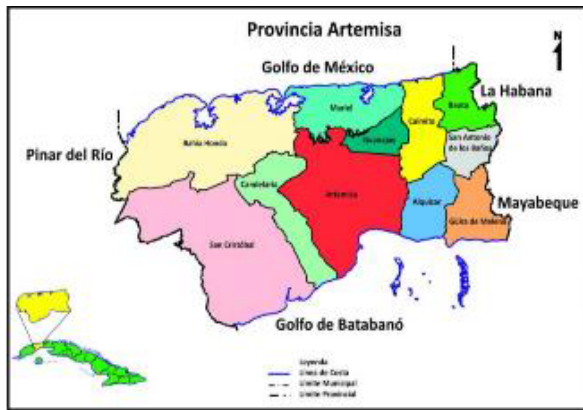 Provincia Artemisa
N
Golfo de México
La Habana
Mariel
Bauta
Caimito
Guanajay
San Antonio
de los Baños
Bahía Honda
Pinar del Río
Candelaria
Artemisa
Alquízar
Mayabeque
Güira de Melena
San Cristóbal
Golfo de Batabanó
Leyenda
Línea de Costa
Límite Municipal
Límite Provincial